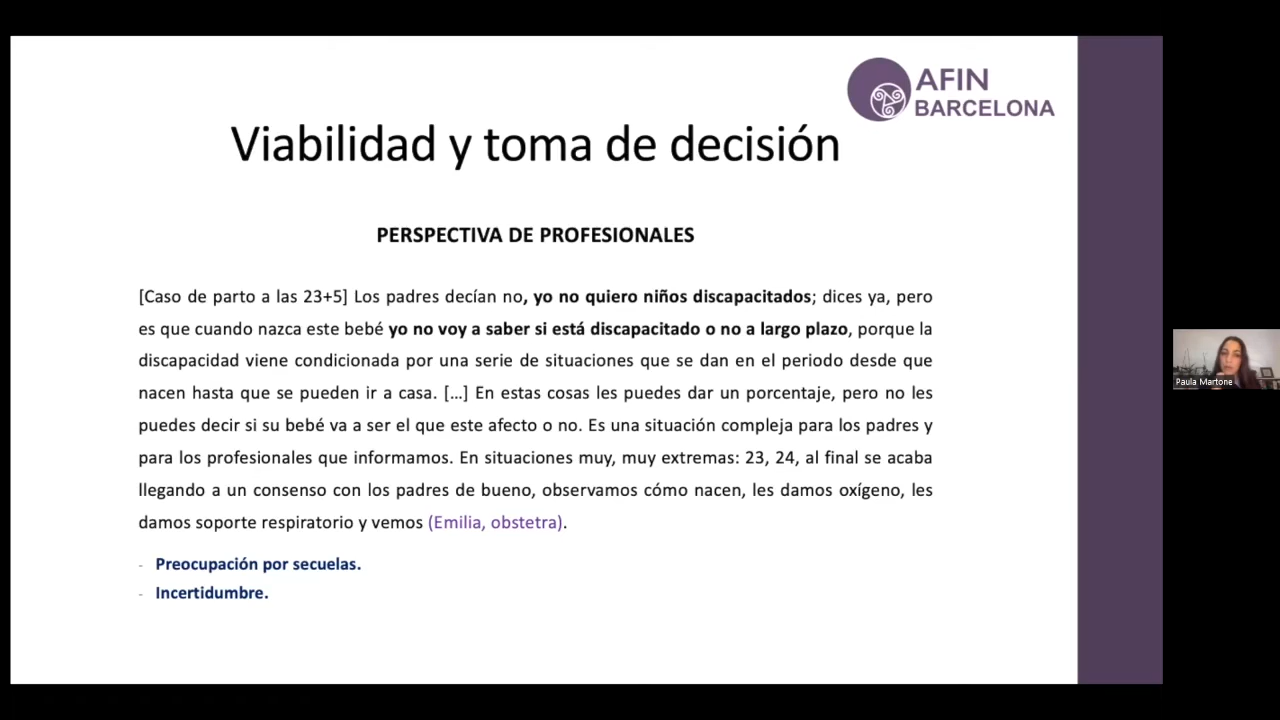 AFIN
BARCELONA
Viabilidad y toma de decisión
PERSPECTIVA DE PROFESIONALES
[Caso de parto a las 23+5] Los padres decían no, yo no quiero niños discapacitados; dices ya, pero
es que cuando nazca este bebé yo no voy a saber si está discapacitado o no a largo plazo, porque la
discapacidad viene condicionada por una serie de situaciones que se dan en el periodo desde que
nacen hasta que se pueden ir a casa. [...] En estas cosas les puedes dar un porcentaje, pero no les
puedes decir si su bebé va a ser el que este afecto o no. Es una situación compleja para los padres y
para los profesionales que informamos. En situaciones muy, muy extremas: 23, 24, al final se acaba
llegando a un consenso con los padres de bueno, observamos cómo nacen, les damos oxígeno, les
damos soporte respiratorio y vemos (Emilia, obstetra).
- Preocupación por secuelas.
- Incertidumbre.
Paula Martone